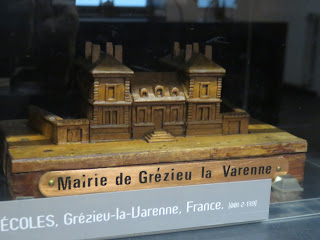 Mairie de Grézieu la Varenne
ÉCOLES, Grézieu-la-Varenne, France.